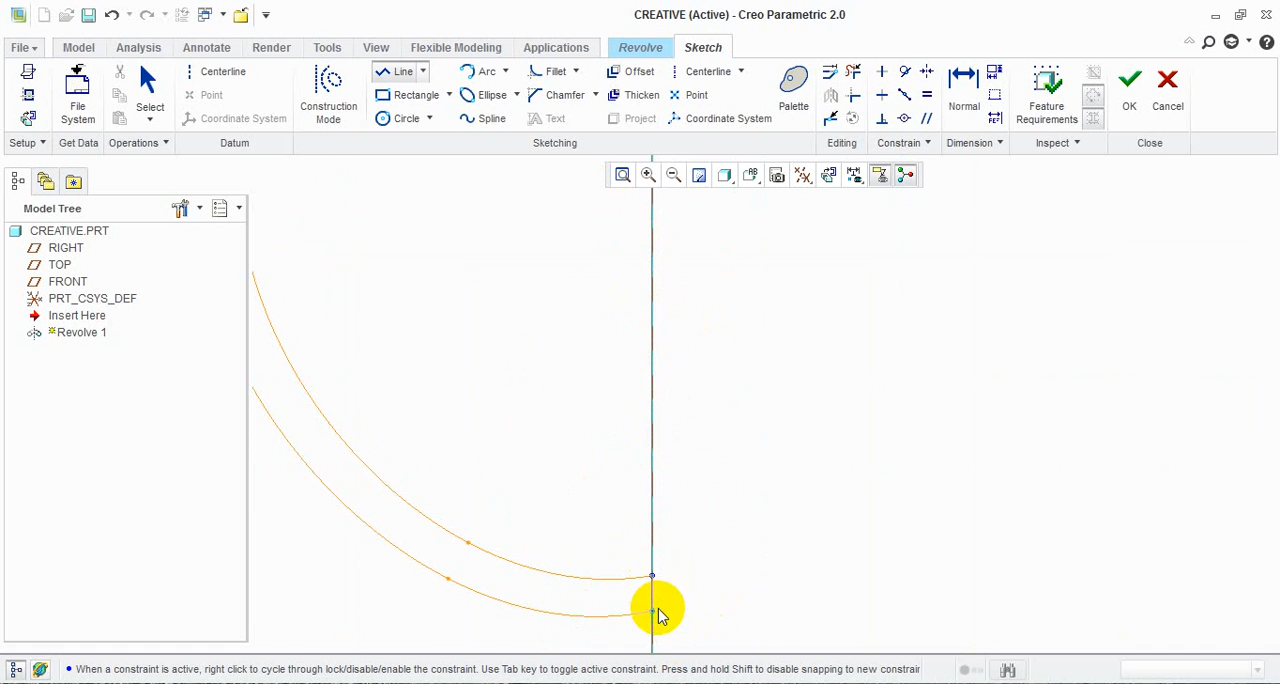 CREATIVE (Active) - Creo Parametric 2.0
File Model Analysis Annotate Render Tools View Flexible Modeling Applications Revolve Sketch
File System
Select
Centerline
Point
Coordinate System
Construction Mode
Line Arc Fillet Offset Centerline
Rectangle Ellipse Chamfer Thicken Point
Circle Spline Text Project Coordinate System
Palette
Normal
Feature Requirements
OK
Cancel
Setup Get Data Operations Datum Sketching Editing Constrain Dimension Inspect Close
Model Tree
CREATIVE.PRT
RIGHT
TOP
FRONT
PRT_CSYS_DEF
Insert Here
Revolve 1
When a constraint is active, right click to cycle through lock/disable/enable the constraint. Use Tab key to toggle active constraint. Press and hold Shift to disable snapping to new constrair